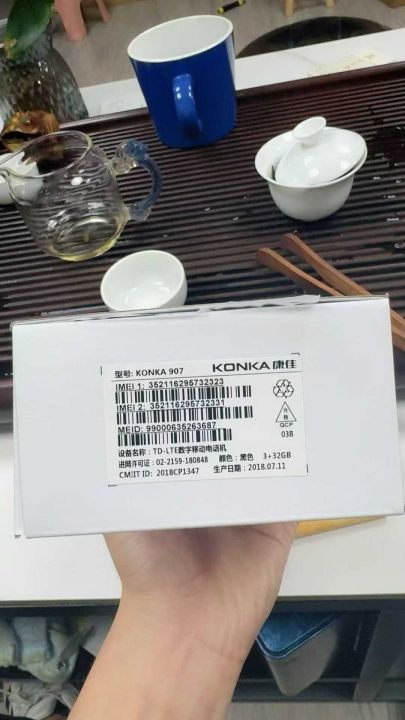 型号: KONKA 907 KONKA 康佳
IMEI 1: 352116295732323
IMEI 2: 352116295732331
MEID: 99000635263687
合格
QCP
03B
设备名称: TD-LTE数字移动电话机
进网许可证: 02-2159-180848 颜色: 黑色 3+32GB
CMIIT ID: 2018CP1347 生产日期: 2018.07.11